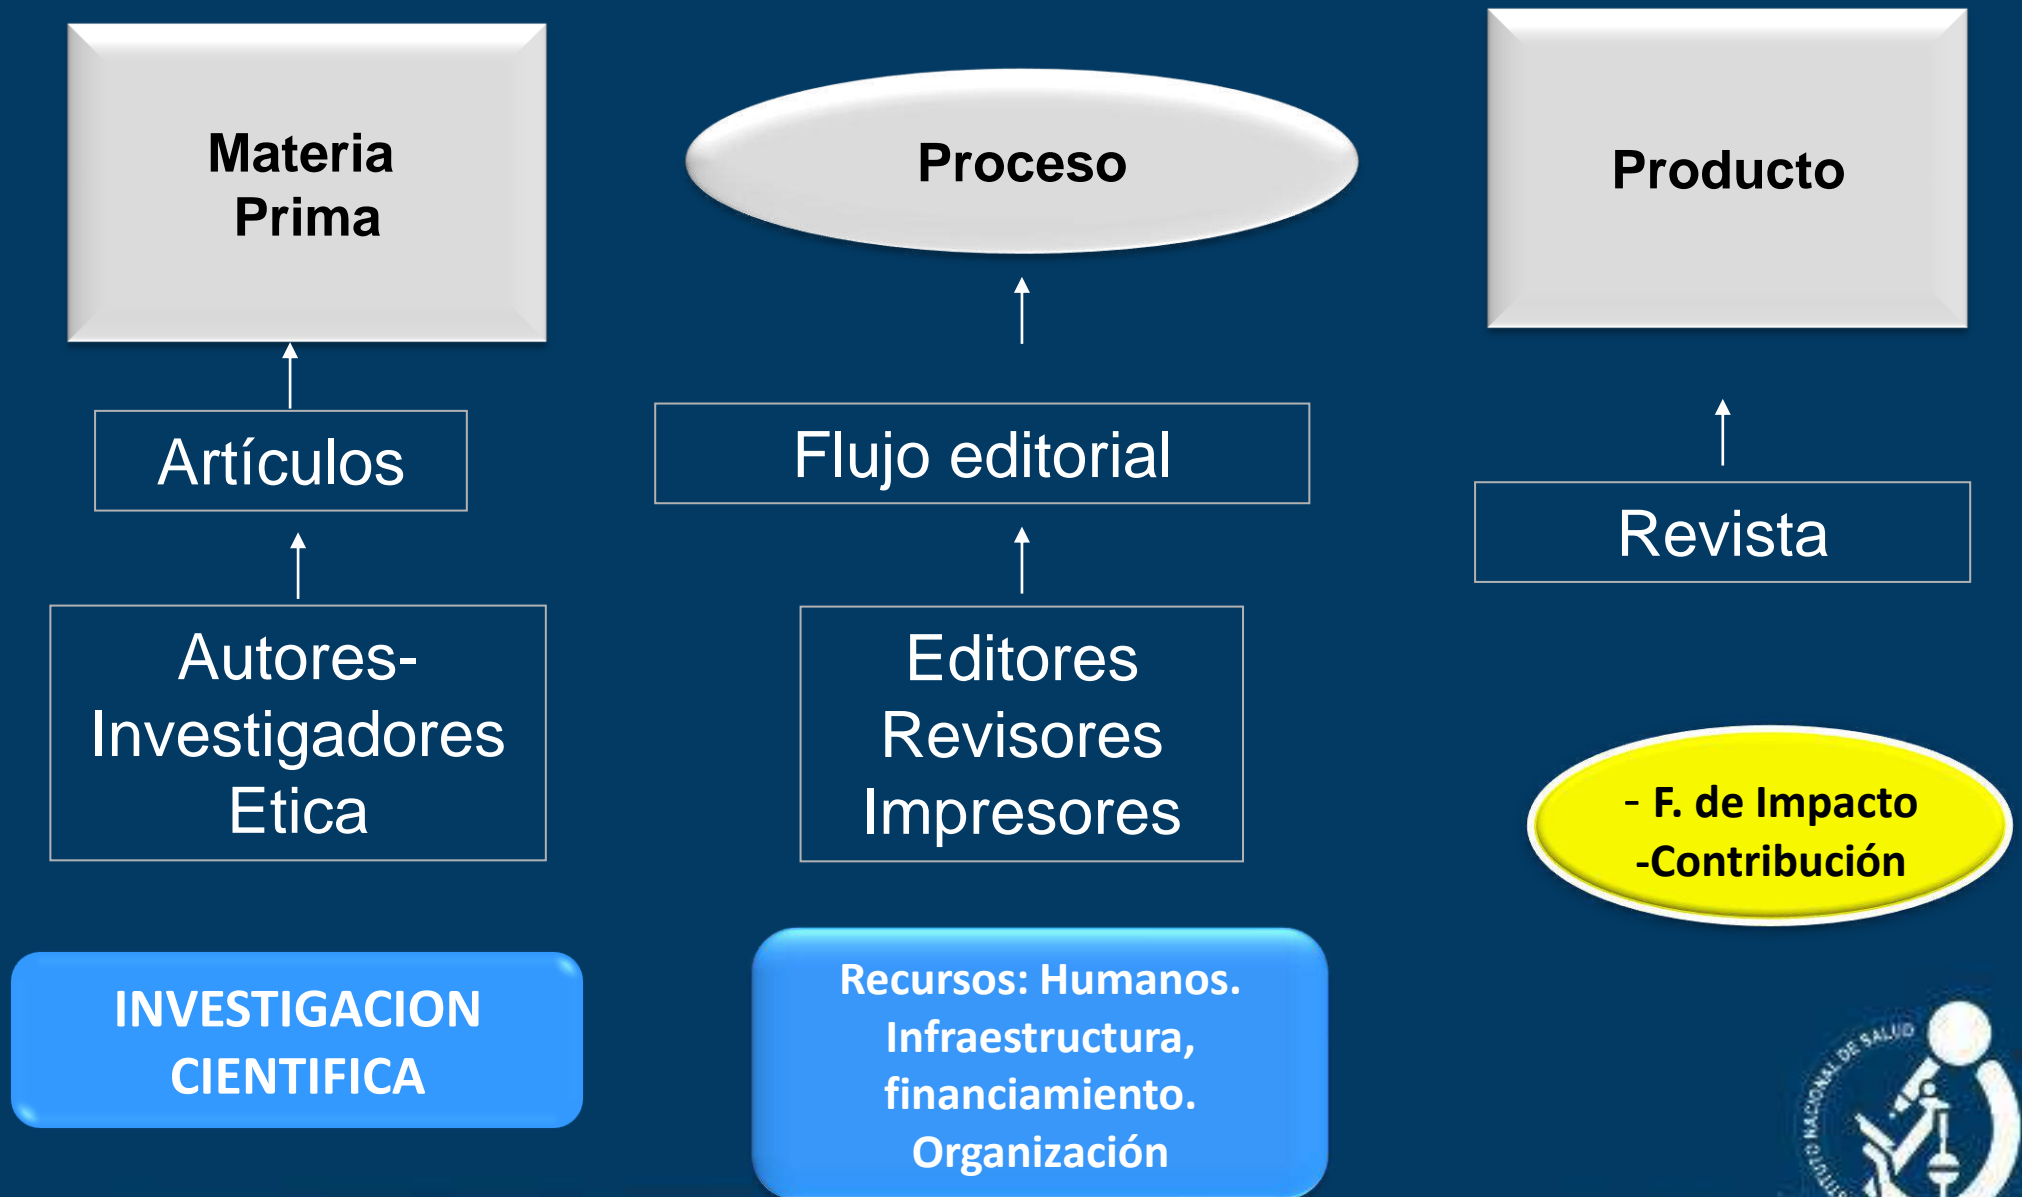 Materia
Prima
Artículos
Autores-
Investigadores
Etica
INVESTIGACION
CIENTIFICA
Proceso
Flujo editorial
Editores
Revisores
Impresores
Recursos: Humanos.
Infraestructura,
financiamiento.
Organización
Producto
Revista
- F. de Impacto
-Contribución
NACIONAL DE SALUD